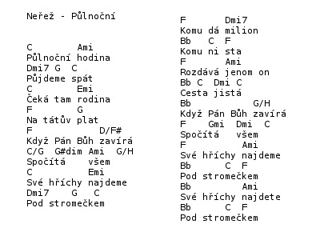 Neřež - Půlnoční
C Ami
Půlnoční hodina
Dmi7 G C
Půjdeme spát
C Emi
Čeká tam rodina
F G
Na tátův plat
F D/F#
Když Pán Bůh zavírá
C/G G#dim Ami G/H
Spočítá všem
C Emi
Své hříchy najdeme
Dmi7 G C
Pod stromečkem
F Dmi7
Komu dá milion
Bb C F
Komu ni sta
F Ami
Rozdává jenom on
Bb C Dmi C
Cesta jistá
Bb G/H
Když Pán Bůh zavírá
F Gmi Dmi C
Spočítá všem
F Ami
Své hříchy najdeme
Bb C F
Pod stromečkem
Bb Ami
Své hříchy najdete
Bb C F
Pod stromečkem